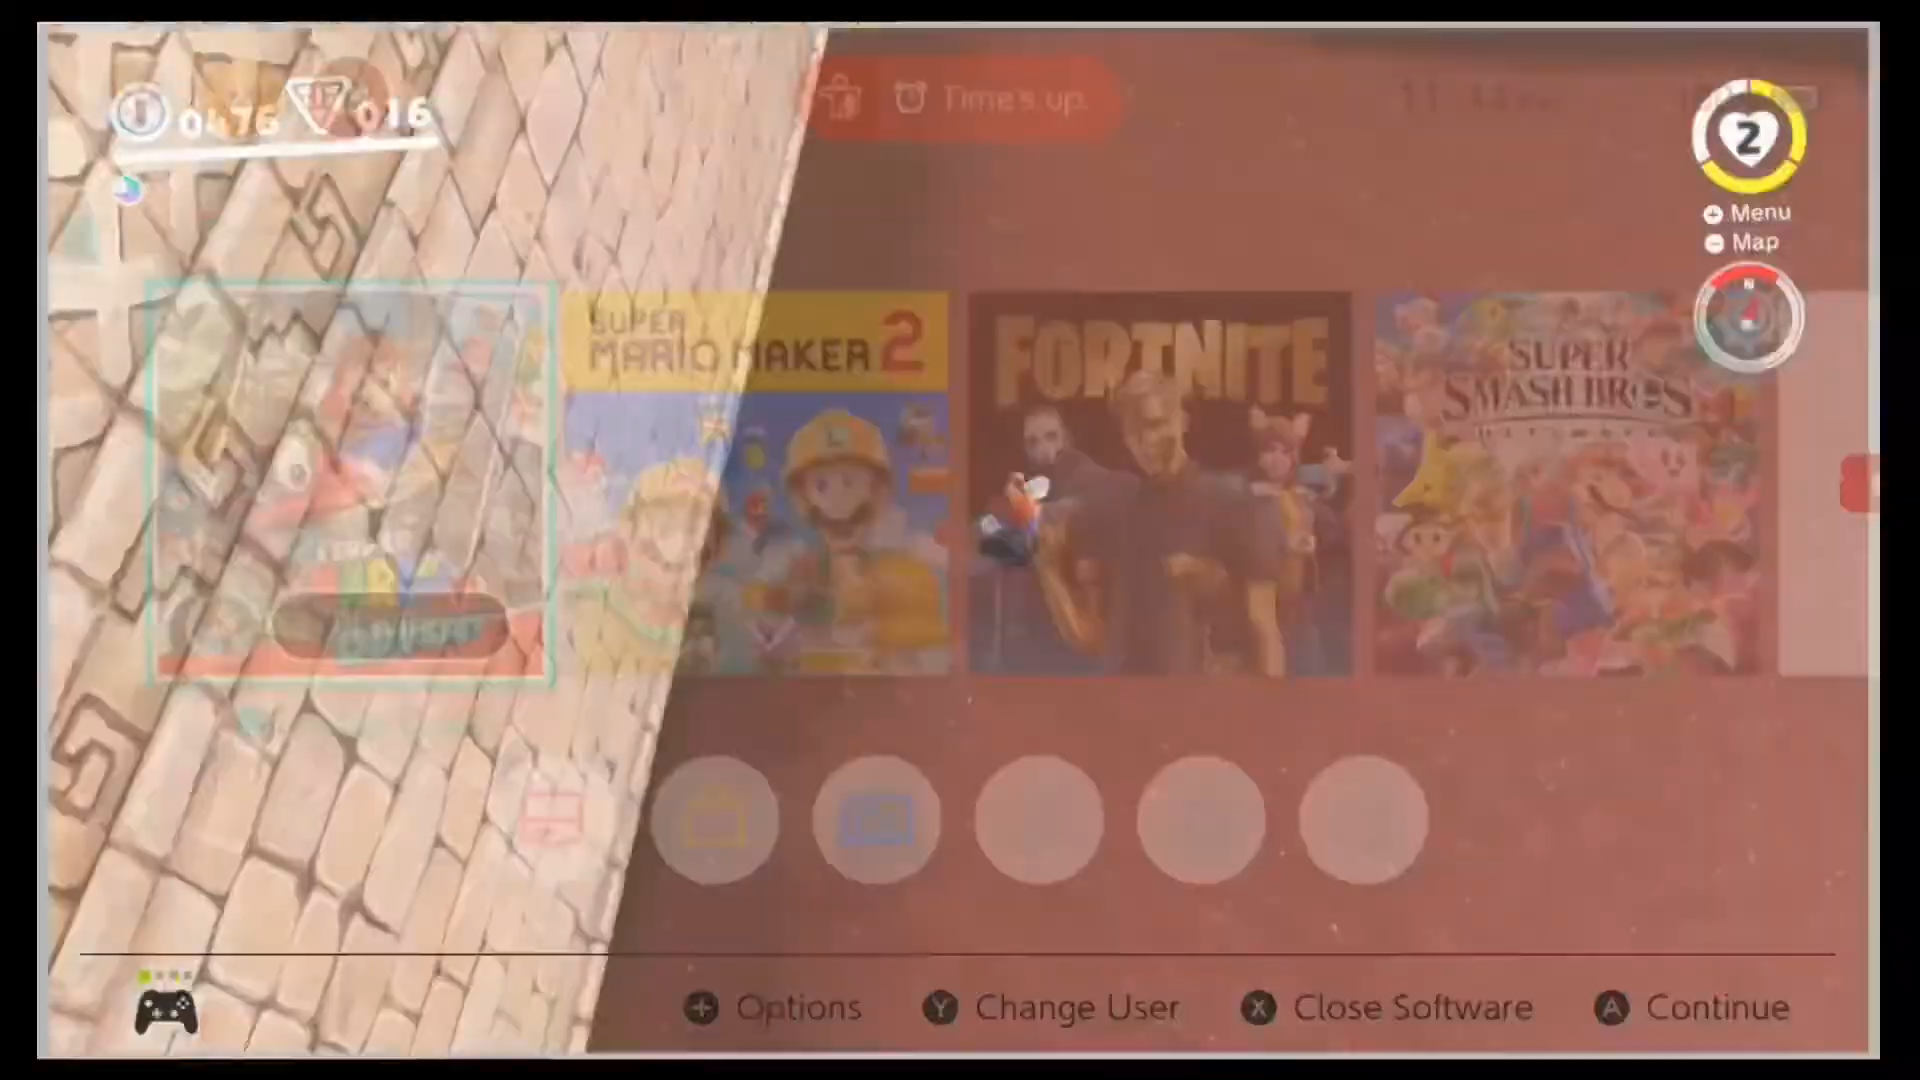 0476 016
Time's up.
2
Menu
Map
N
SUPER
MARIO MAKER 2
FORTNITE
SUPER
SMASH BROS
ULTIMATE
Options
Y Change User
X Close Software
A Continue